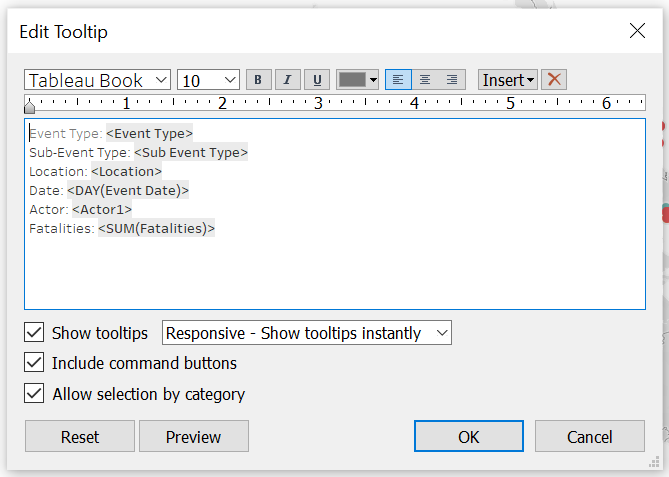 Edit Tooltip
Tableau Book 10 B I U Insert
1 2 3 4 5 6
Event Type: <Event Type>
Sub-Event Type: <Sub Event Type>
Location: <Location>
Date: <DAY(Event Date)>
Actor: <Actor1>
Fatalities: <SUM(Fatalities)>
Show tooltips Responsive - Show tooltips instantly
Include command buttons
Allow selection by category
Reset Preview OK Cancel